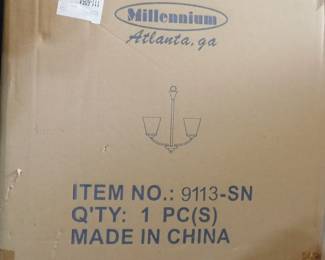 Millennium
Atlanta, ga
ITEM NO.: 9113-SN
Q'TY: 1 PC(S)
MADE IN CHINA